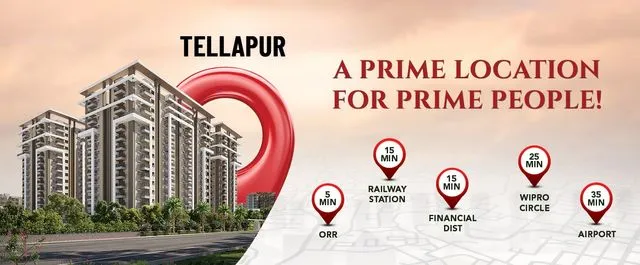 TELLAPUR
A PRIME LOCATION
FOR PRIME PEOPLE!
5
MIN
ORR
15
MIN
RAILWAY
STATION
15
MIN
FINANCIAL
DIST
25
MIN
WIPRO
CIRCLE
35
MIN
AIRPORT